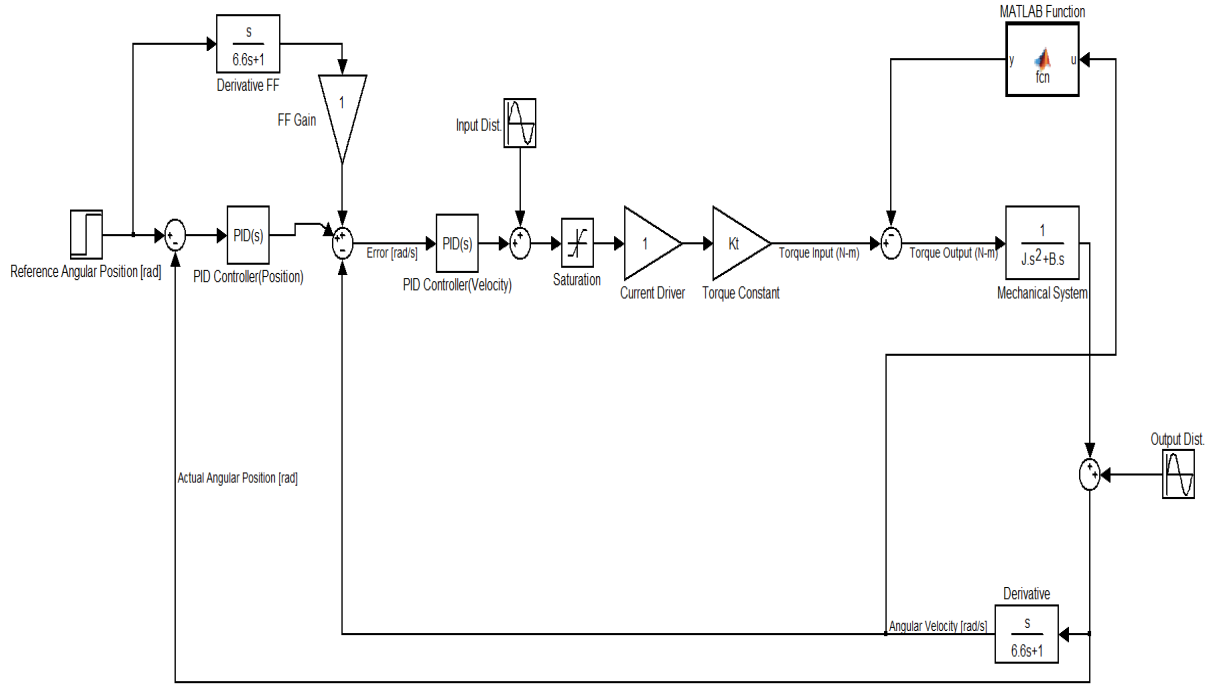 MATLAB Function
s
6.6s+1
Derivative FF
y
u
fcn
1
FF Gain
Input Dist.
+
-
PID(s)
+
+
-
Error [rad/s]
PID(s)
+
+
1
Kt
Torque Input (N-m)
+
-
Torque Output (N-m)
1
J.s²+B.s
Reference Angular Position [rad]
PID Controller(Position)
PID Controller(Velocity)
Saturation
Current Driver
Torque Constant
Mechanical System
Output Dist.
+
+
Actual Angular Position [rad]
Derivative
Angular Velocity [rad/s]
s
6.6s+1